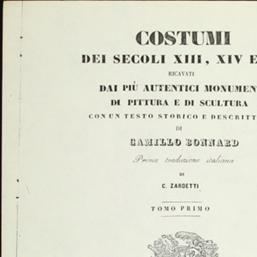 COSTUMI
DEI SECOLI XIII, XIV E
RICAVATI
DAI PIÙ AUTENTICI MONUMEN
DI PITTURA E DI SCULTURA
CON UN TESTO STORICO E DESCRITT
DI
CAMILLO BONNARD
Prima traduzione italiana
DI
C. ZARDETTI
TOMO PRIMO